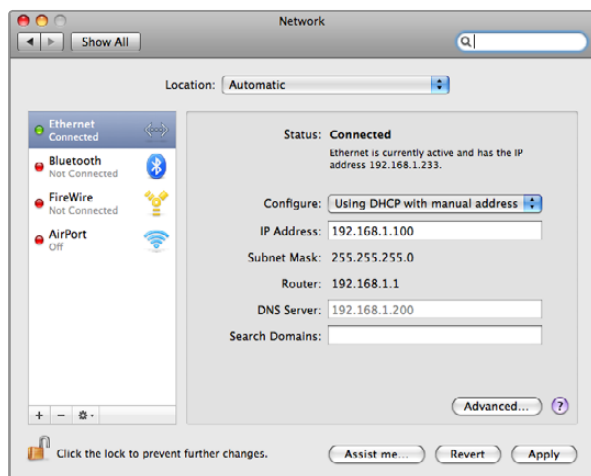 Network
Show All
Location: Automatic
Ethernet
Connected
Bluetooth
Not Connected
FireWire
Not Connected
AirPort
Off
Status: Connected
Ethernet is currently active and has the IP
address 192.168.1.233.
Configure: Using DHCP with manual address
IP Address: 192.168.1.100
Subnet Mask: 255.255.255.0
Router: 192.168.1.1
DNS Server: 192.168.1.200
Search Domains:
Advanced... ?
+ −
Click the lock to prevent further changes.
Assist me... Revert Apply